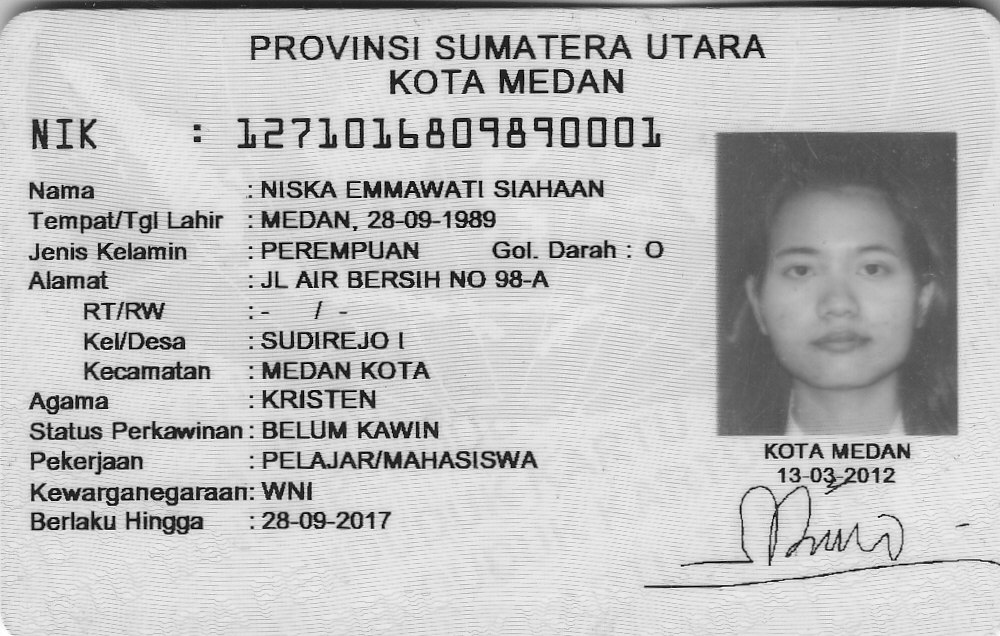 PROVINSI SUMATERA UTARA
KOTA MEDAN
NIK : 1271016809890001
Nama : NISKA EMMAWATI SIAHAAN
Tempat/Tgl Lahir : MEDAN, 28-09-1989
Jenis Kelamin : PEREMPUAN Gol. Darah : O
Alamat : JL AIR BERSIH NO 98-A
RT/RW : - / -
Kel/Desa : SUDIREJO I
Kecamatan : MEDAN KOTA
Agama : KRISTEN
Status Perkawinan : BELUM KAWIN
Pekerjaan : PELAJAR/MAHASISWA
Kewarganegaraan: WNI
Berlaku Hingga : 28-09-2017
KOTA MEDAN
13-03-2012